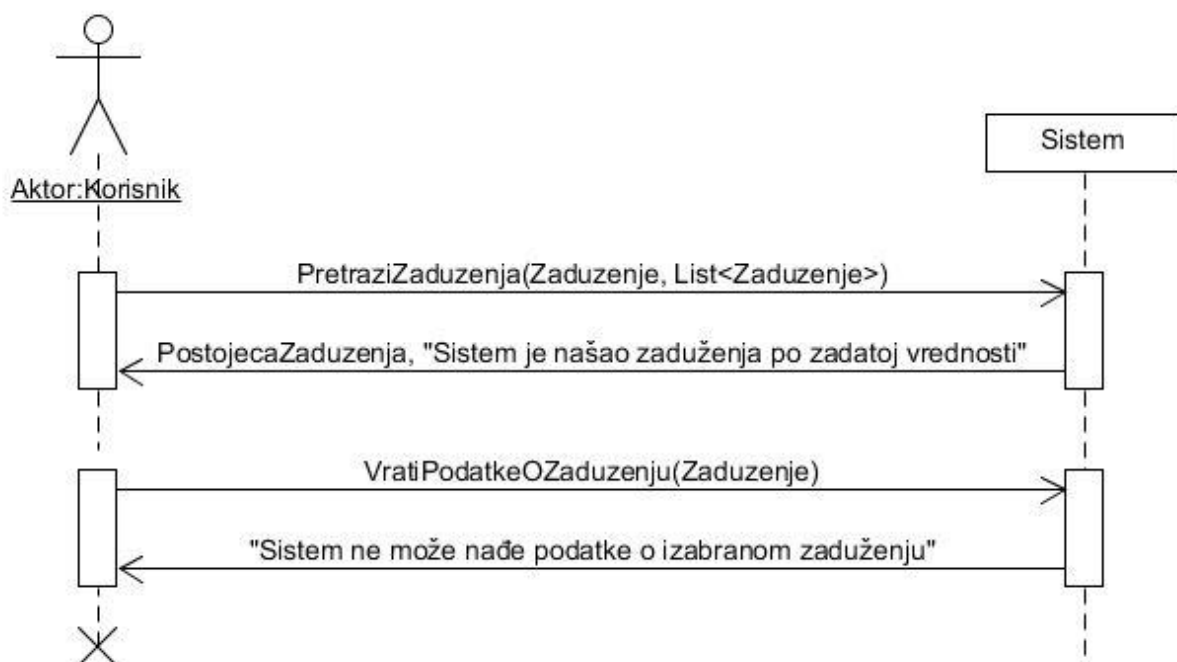 Sistem
Aktor:Korisnik
PretraziZaduzenja(Zaduzenje, List<Zaduzenje>)
PostojecaZaduzenja, "Sistem je našao zaduženja po zadatoj vrednosti"
VratiPodatkeOZaduzenju(Zaduzenje)
"Sistem ne može nađe podatke o izabranom zaduženju"